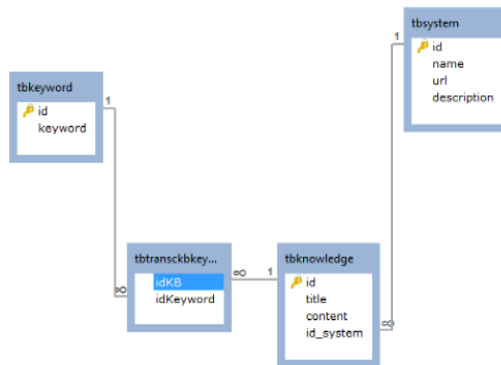 tbsystem
1
id
name
url
description
tbkeyword
id
keyword
1
tbtransckbkey...
idKB
idKeyword
∞
∞
1
tbknowledge
id
title
content
id_system
∞